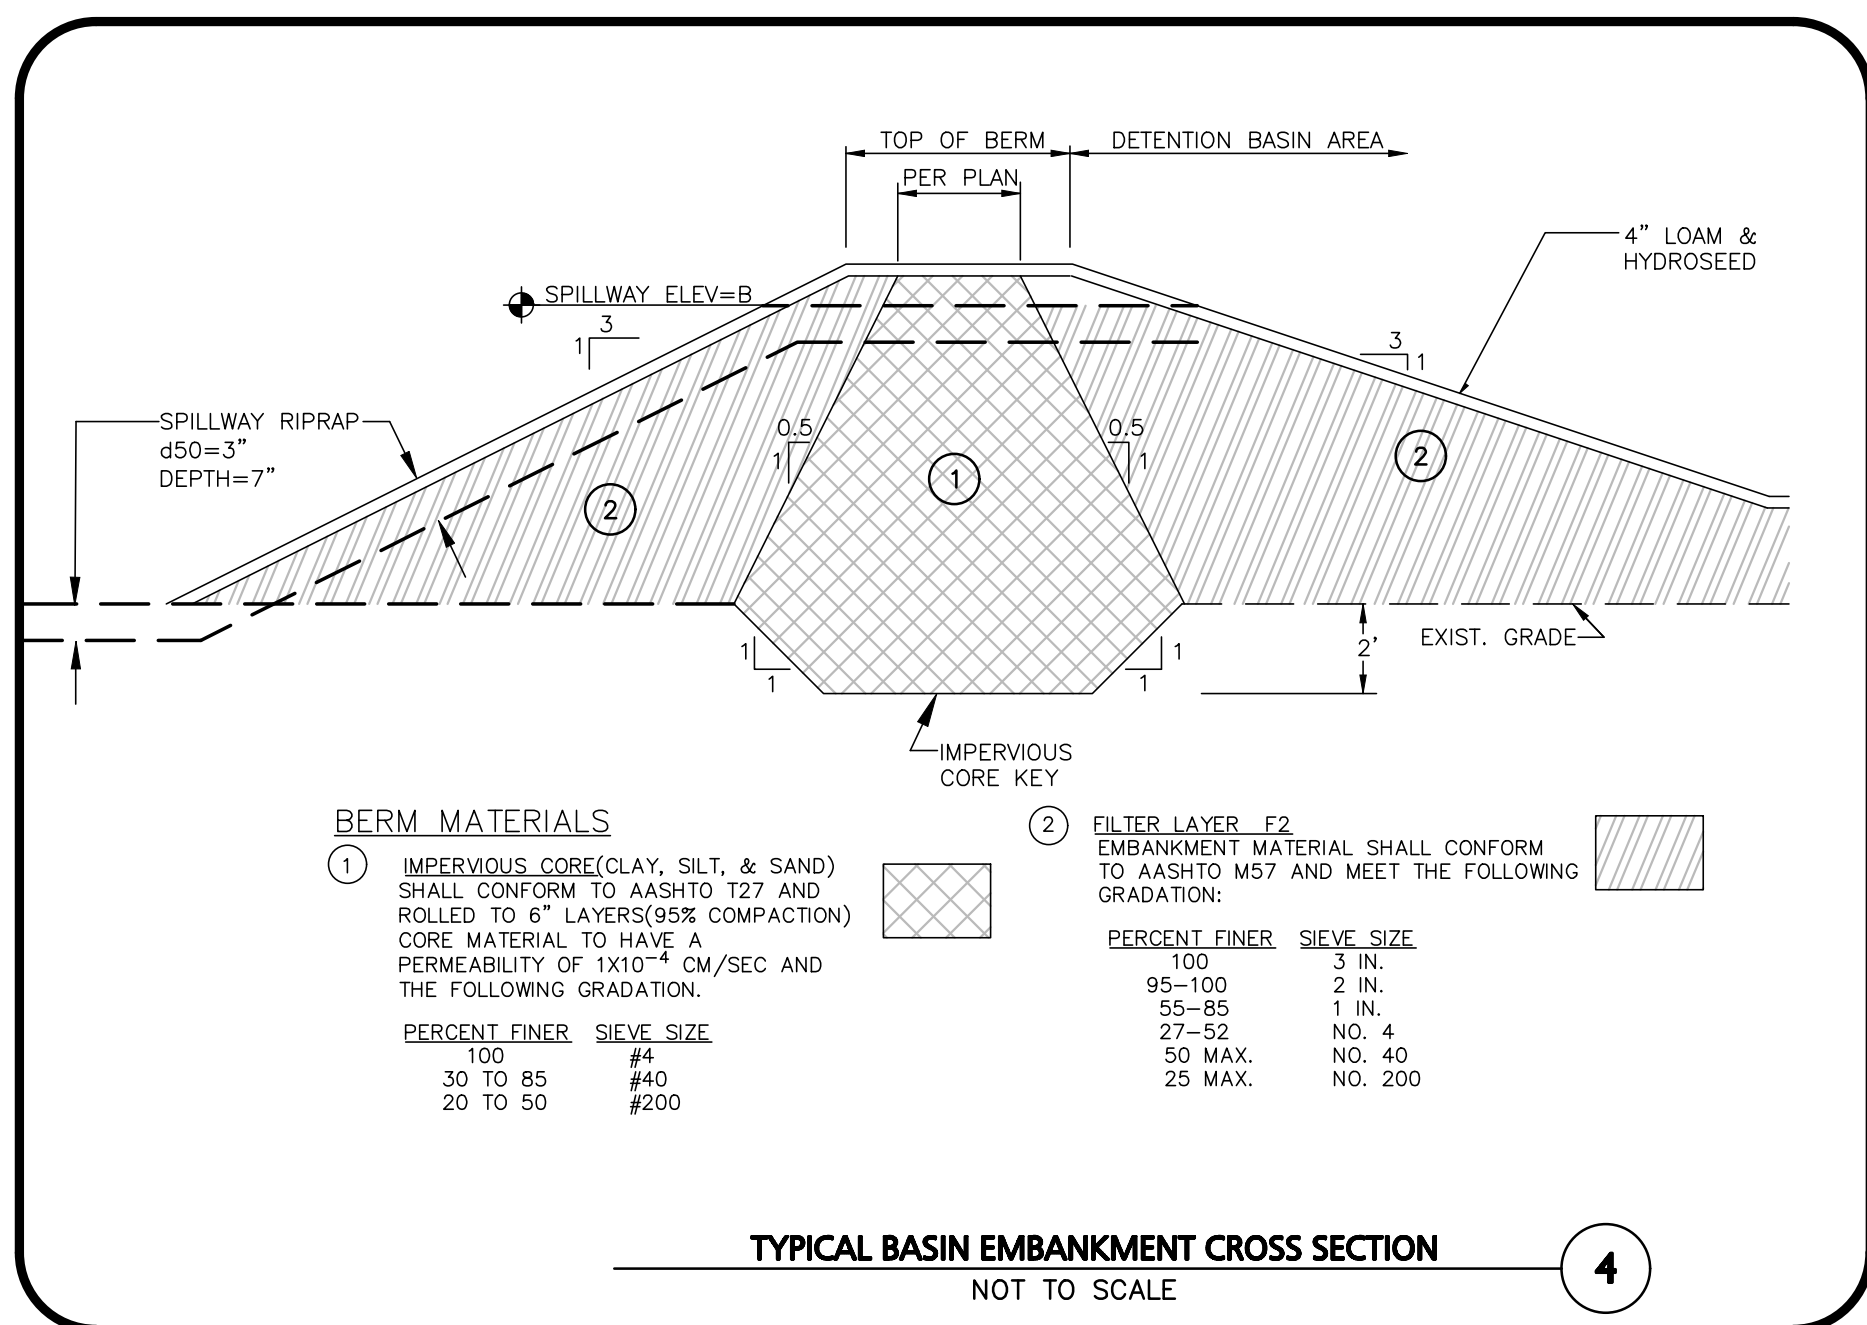 TOP OF BERM
DETENTION BASIN AREA
PER PLAN
4" LOAM &
HYDROSEED
SPILLWAY ELEV=B
3
1
3
1
SPILLWAY RIPRAP
d50=3"
DEPTH=7"
0.5
1
0.5
1
2
1
2
1
1
1
1
2'
EXIST. GRADE
IMPERVIOUS
CORE KEY
BERM MATERIALS
1
IMPERVIOUS CORE(CLAY, SILT, & SAND)
SHALL CONFORM TO AASHTO T27 AND
ROLLED TO 6" LAYERS(95% COMPACTION)
CORE MATERIAL TO HAVE A
PERMEABILITY OF 1X10⁻⁴ CM/SEC AND
THE FOLLOWING GRADATION.
PERCENT FINER SIEVE SIZE
100 #4
30 TO 85 #40
20 TO 50 #200
2
FILTER LAYER F2
EMBANKMENT MATERIAL SHALL CONFORM
TO AASHTO M57 AND MEET THE FOLLOWING
GRADATION:
PERCENT FINER SIEVE SIZE
100 3 IN.
95-100 2 IN.
55-85 1 IN.
27-52 NO. 4
50 MAX. NO. 40
25 MAX. NO. 200
TYPICAL BASIN EMBANKMENT CROSS SECTION
NOT TO SCALE
4